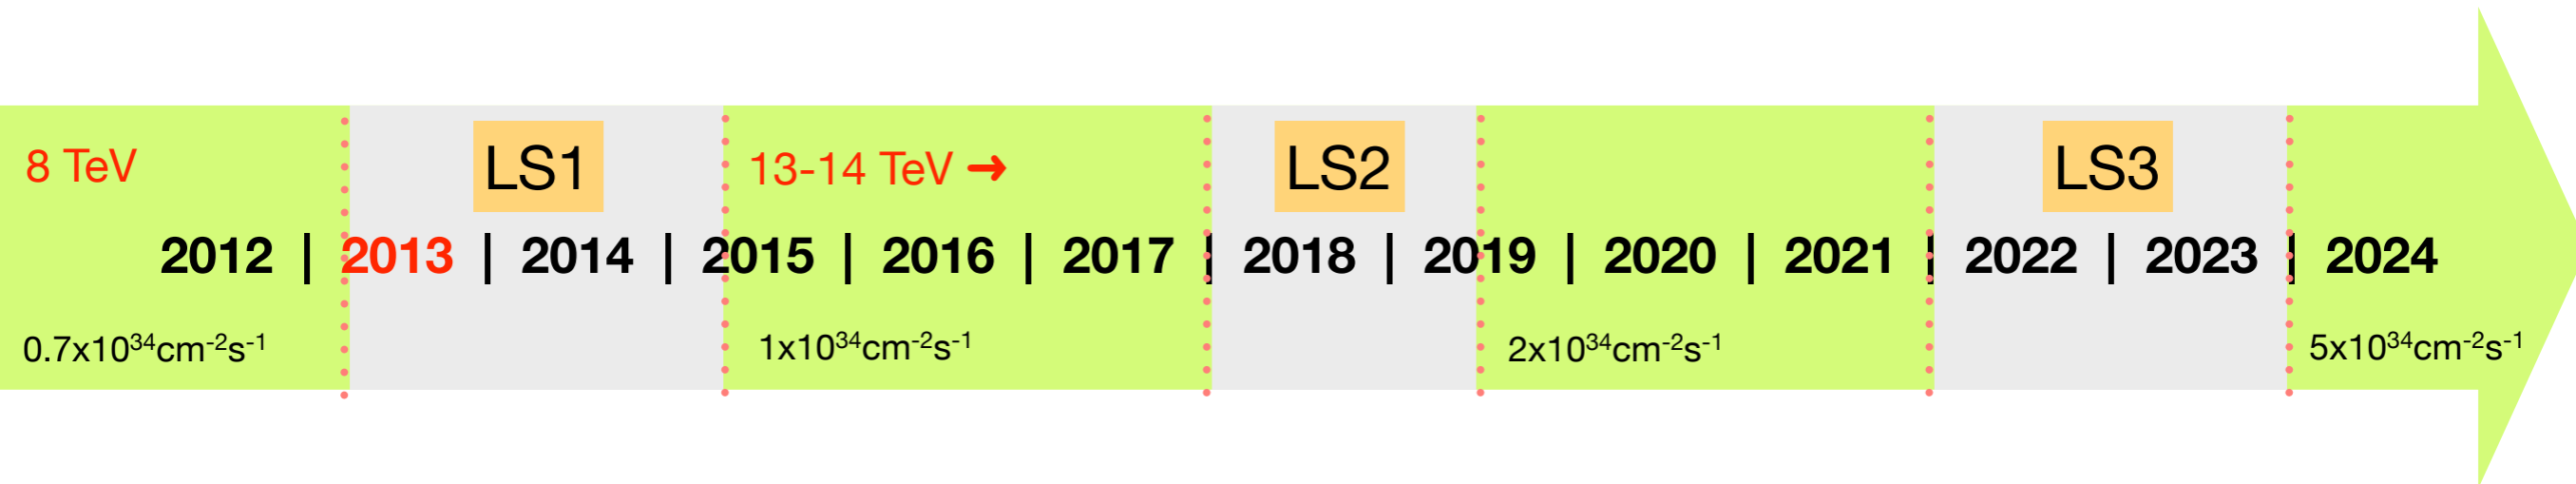 8 TeV
LS1
13-14 TeV →
LS2
LS3
2012 | 2013 | 2014 | 2015 | 2016 | 2017 | 2018 | 2019 | 2020 | 2021 | 2022 | 2023 | 2024
0.7x10³⁴cm⁻²s⁻¹
1x10³⁴cm⁻²s⁻¹
2x10³⁴cm⁻²s⁻¹
5x10³⁴cm⁻²s⁻¹